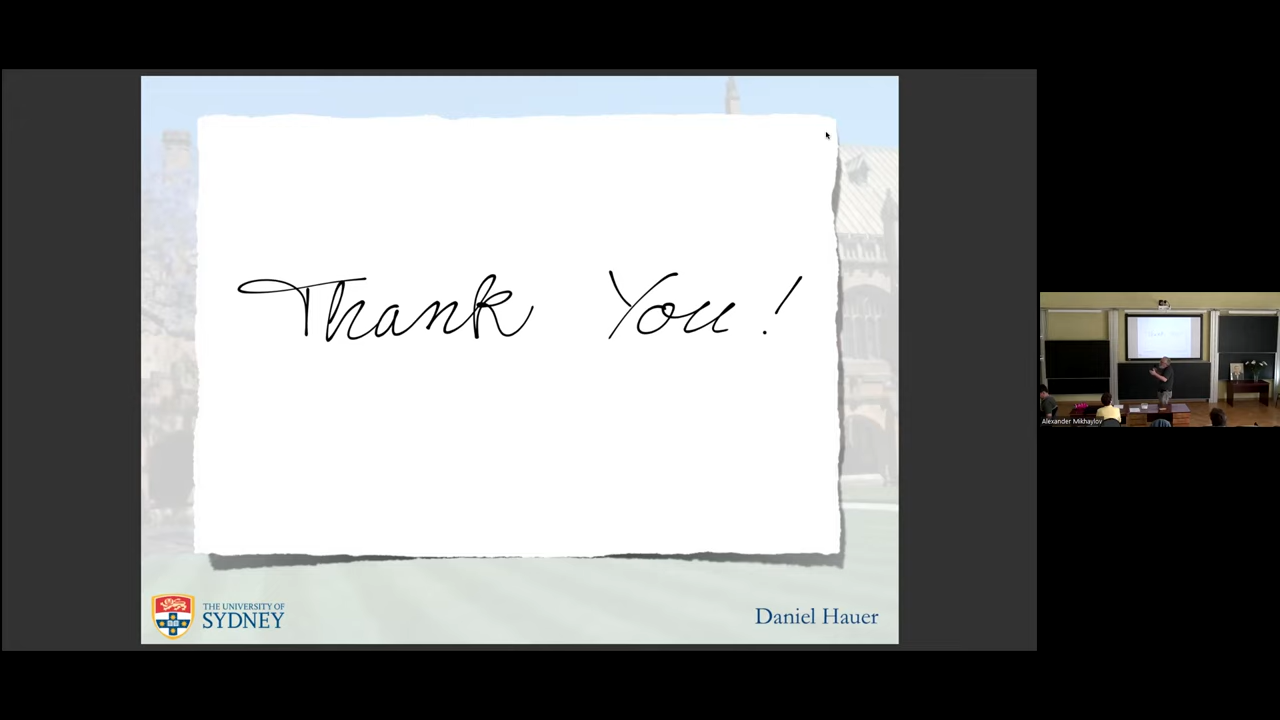 Thank You!
THE UNIVERSITY OF
SYDNEY
Daniel Hauer
Alexander Mikhaylov